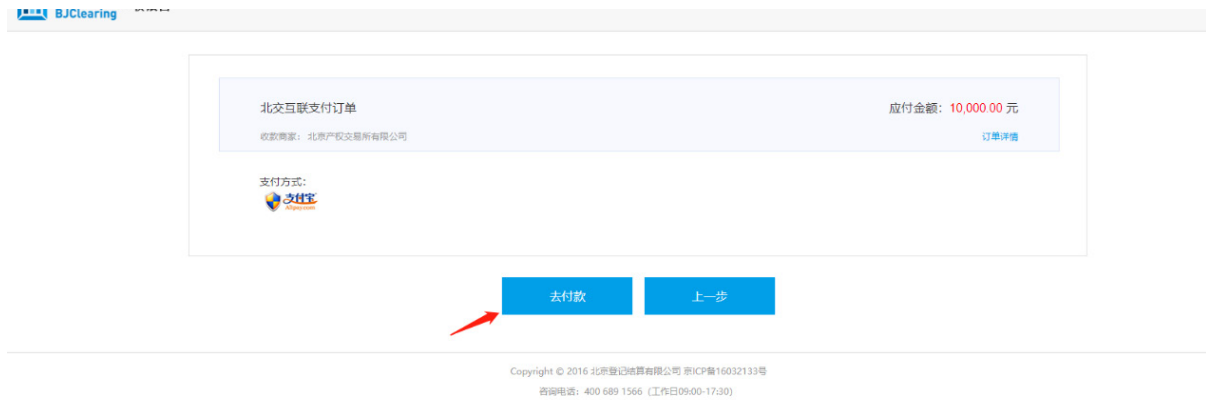 BJClearing
北交互联支付订单
应付金额：10,000.00 元
收款商家： 北京产权交易所有限公司
订单详情
支付方式：
支付宝
Alipay.com
去付款
上一步
Copyright © 2016 北京登记结算有限公司 京ICP备16032133号
咨询电话：400 689 1566（工作日09:00-17:30）